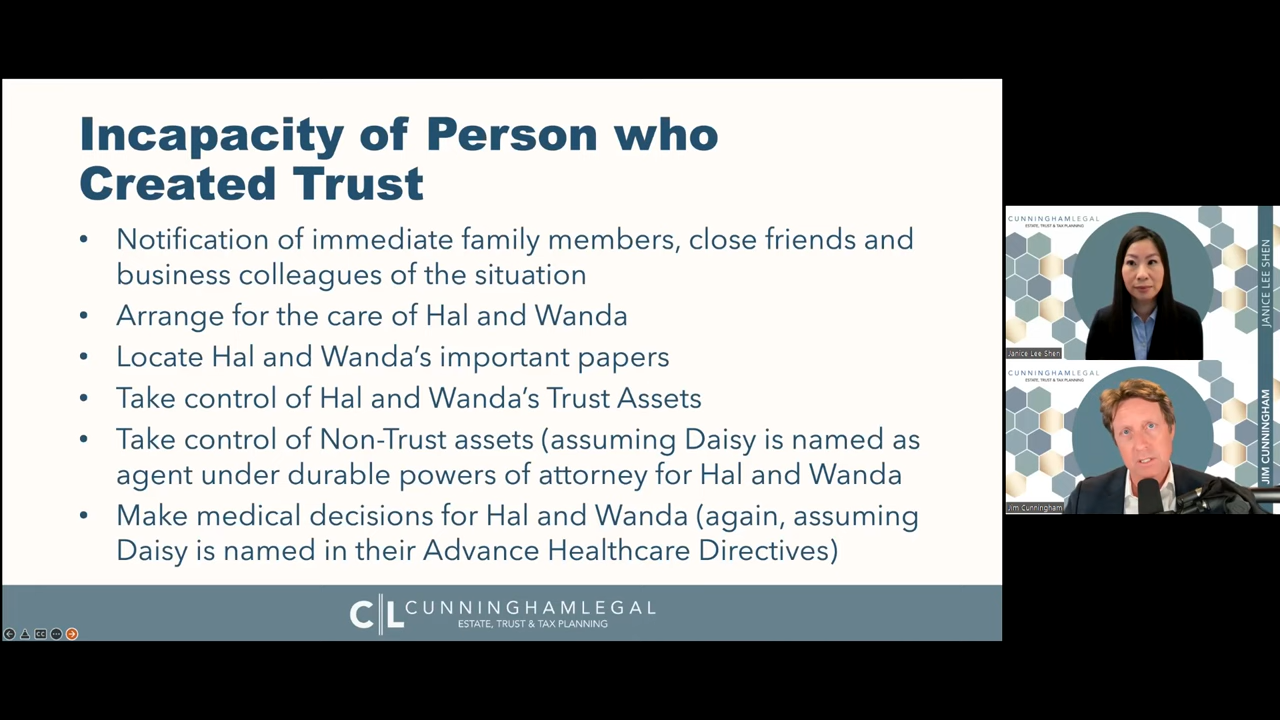 Incapacity of Person who
Created Trust
• Notification of immediate family members, close friends and
business colleagues of the situation
• Arrange for the care of Hal and Wanda
• Locate Hal and Wanda's important papers
• Take control of Hal and Wanda's Trust Assets
• Take control of Non-Trust assets (assuming Daisy is named as
agent under durable powers of attorney for Hal and Wanda
• Make medical decisions for Hal and Wanda (again, assuming
Daisy is named in their Advance Healthcare Directives)
CL CUNNINGHAMLEGAL
ESTATE, TRUST & TAX PLANNING
CUNNINGHAMLEGAL
ESTATE, TRUST & TAX PLANNING
JANICE LEE SHEN
Janice Lee Shen
CUNNINGHAMLEGAL
ESTATE, TRUST & TAX PLANNING
JIM CUNNINGHAM
Jim Cunningham